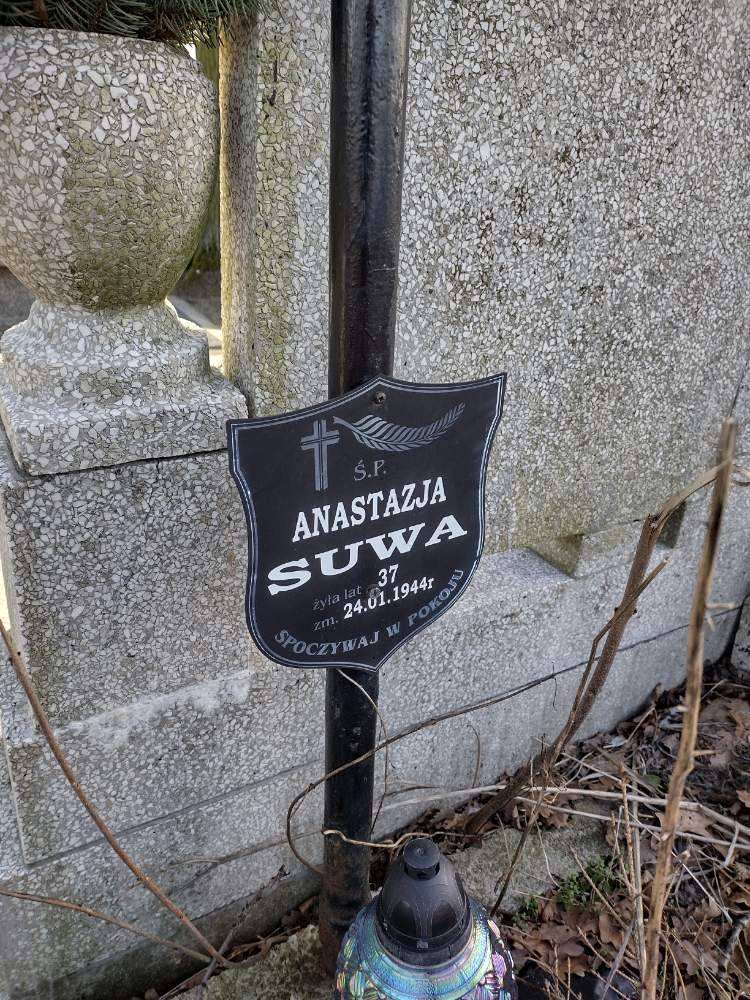 Ś.P.
ANASTAZJA
SUWA
żyła lat 37
zm. 24.01.1944r
SPOCZYWAJ W POKOJU